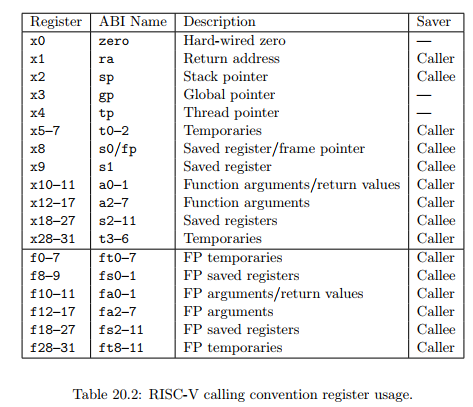 Register ABI Name Description Saver
x0 zero Hard-wired zero —
x1 ra Return address Caller
x2 sp Stack pointer Callee
x3 gp Global pointer —
x4 tp Thread pointer —
x5–7 t0–2 Temporaries Caller
x8 s0/fp Saved register/frame pointer Callee
x9 s1 Saved register Callee
x10–11 a0–1 Function arguments/return values Caller
x12–17 a2–7 Function arguments Caller
x18–27 s2–11 Saved registers Callee
x28–31 t3–6 Temporaries Caller
f0–7 ft0–7 FP temporaries Caller
f8–9 fs0–1 FP saved registers Callee
f10–11 fa0–1 FP arguments/return values Caller
f12–17 fa2–7 FP arguments Caller
f18–27 fs2–11 FP saved registers Callee
f28–31 ft8–11 FP temporaries Caller
Table 20.2: RISC-V calling convention register usage.